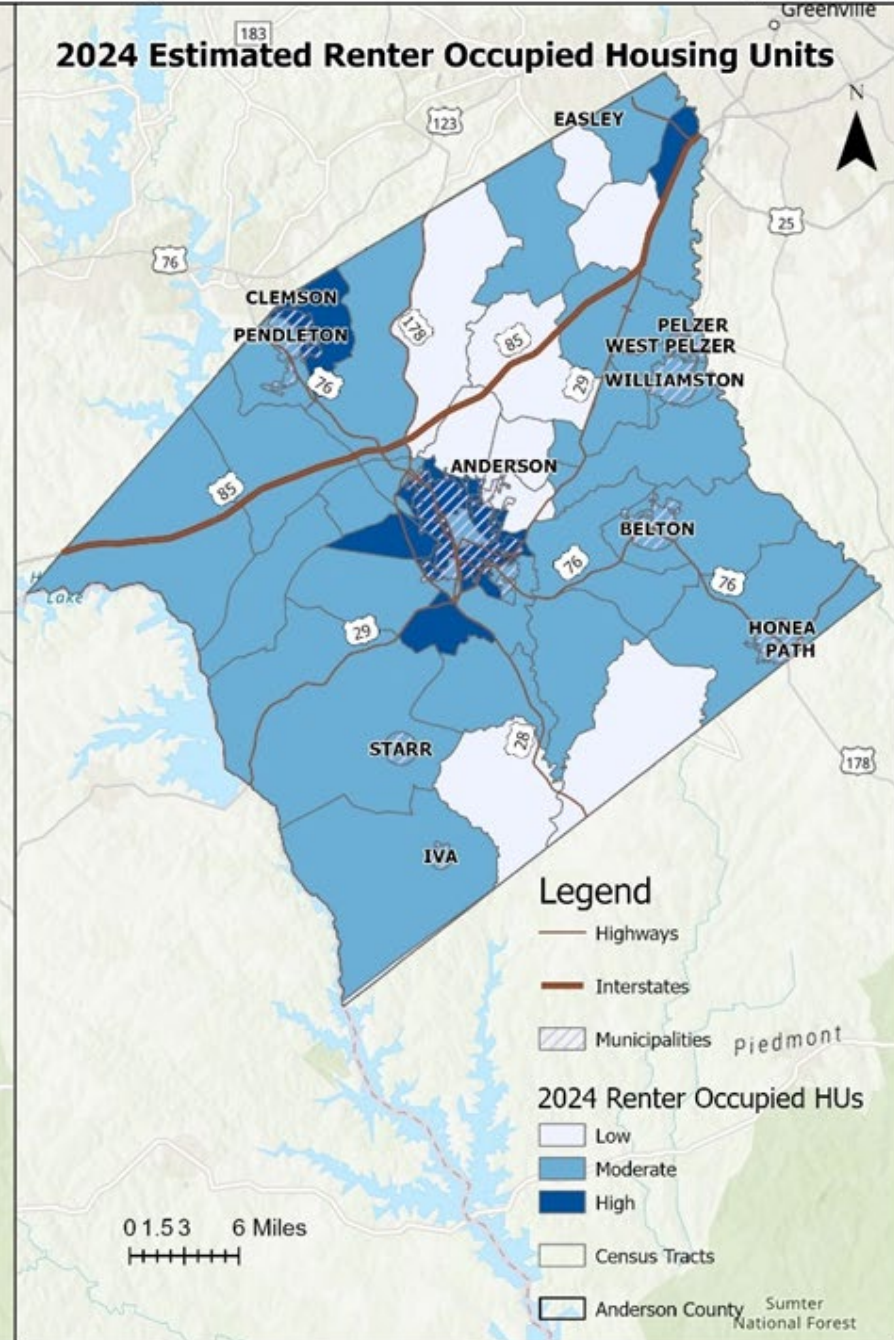 Greenville
183
2024 Estimated Renter Occupied Housing Units
N
123
EASLEY
25
76
CLEMSON
178
PELZER
PENDLETON
85
WEST PELZER
76
29
WILLIAMSTON
ANDERSON
85
BELTON
76
76
Lake
29
HONEA
PATH
STARR
28
178
IVA
Legend
Highways
Interstates
Municipalities
Piedmont
2024 Renter Occupied HUs
Low
Moderate
High
0 1.5 3 6 Miles
Census Tracts
Anderson County
Sumter
National Forest